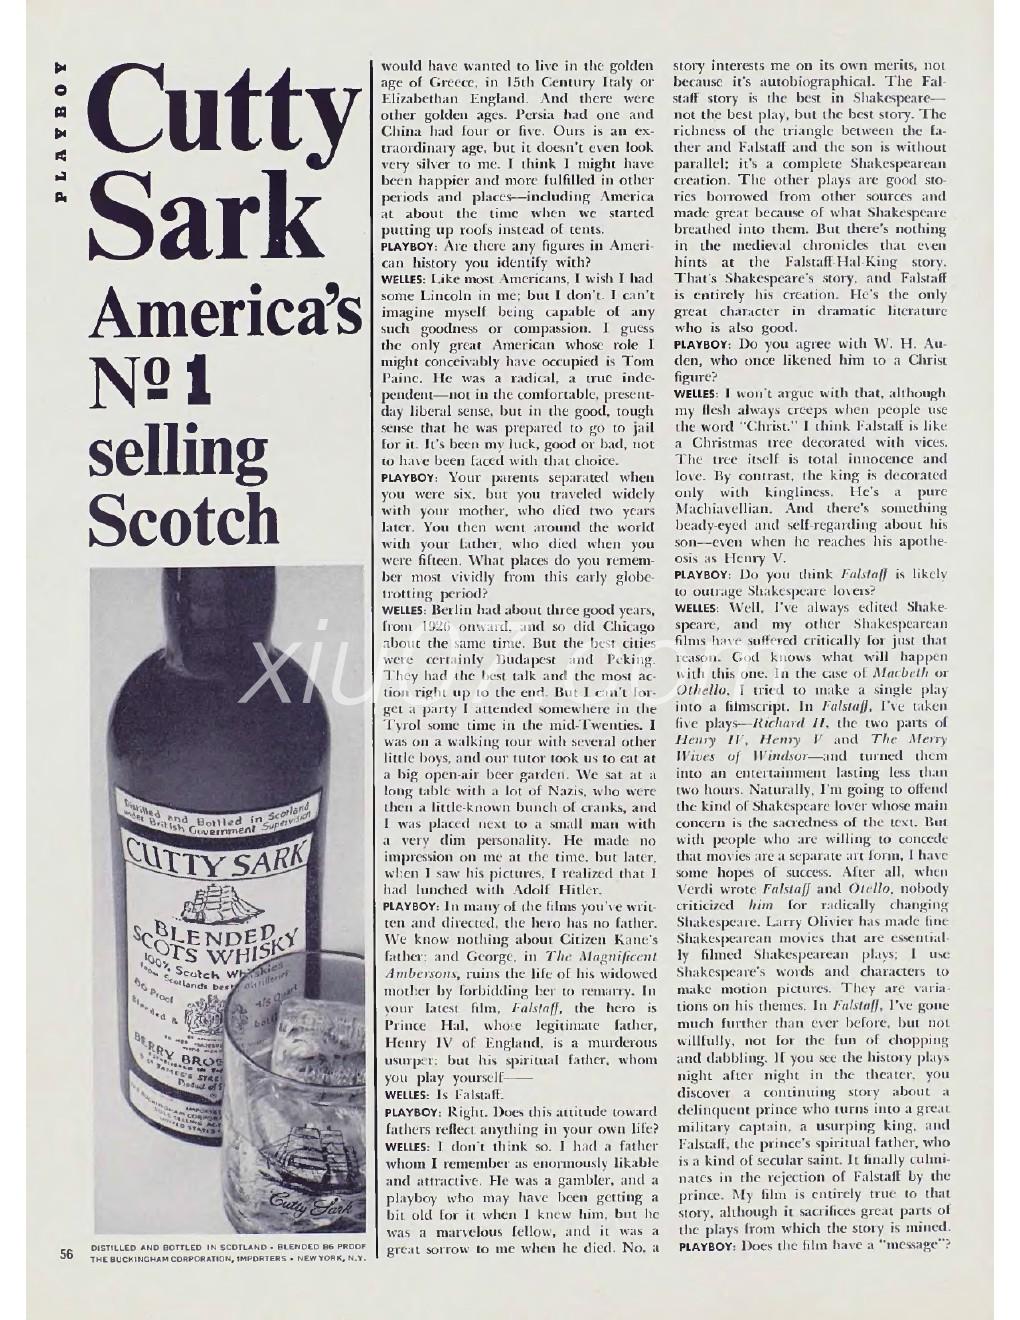 PLAYBOY
Cutty
Sark
America's
Nº 1
selling
Scotch
Distilled and Bottled in Scotland
under British Government Supervision
CUTTY SARK
BLENDED
SCOTS WHISKY
100% Scotch Whiskies
from Scotlands best distilleries
86 Proof
4/5 Quart
Blended &
BERRY BROS
ST JAMES'S STREET
Product of
Cutty Sark
DISTILLED AND BOTTLED IN SCOTLAND • BLENDED 86 PROOF
THE BUCKINGHAM CORPORATION, IMPORTERS • NEW YORK, N.Y.
56
would have wanted to live in the golden
age of Greece, in 15th Century Italy or
Elizabethan England. And there were
other golden ages. Persia had one and
China had four or five. Ours is an ex-
traordinary age, but it doesn't even look
very silver to me. I think I might have
been happier and more fulfilled in other
periods and places—including America
at about the time when we started
putting up roofs instead of tents.
PLAYBOY: Are there any figures in Ameri-
can history you identify with?
WELLES: Like most Americans, I wish I had
some Lincoln in me; but I don't. I can't
imagine myself being capable of any
such goodness or compassion. I guess
the only great American whose role I
might conceivably have occupied is Tom
Paine. He was a radical, a true inde-
pendent—not in the comfortable, present-
day liberal sense, but in the good, tough
sense that he was prepared to go to jail
for it. It's been my luck, good or bad, not
to have been faced with that choice.
PLAYBOY: Your parents separated when
you were six, but you traveled widely
with your mother, who died two years
later. You then went around the world
with your father, who died when you
were fifteen. What places do you remem-
ber most vividly from this early globe-
trotting period?
WELLES: Berlin had about three good years,
from 1926 onward, and so did Chicago
about the same time. But the best cities
were certainly Budapest and Peking.
They had the best talk and the most ac-
tion right up to the end. But I can't for-
get a party I attended somewhere in the
Tyrol some time in the mid-Twenties. I
was on a walking tour with several other
little boys, and our tutor took us to eat at
a big open-air beer garden. We sat at a
long table with a lot of Nazis, who were
then a little-known bunch of cranks, and
I was placed next to a small man with
a very dim personality. He made no
impression on me at the time, but later,
when I saw his pictures, I realized that I
had lunched with Adolf Hitler.
PLAYBOY: In many of the films you've writ-
ten and directed, the hero has no father.
We know nothing about Citizen Kane's
father; and George, in The Magnificent
Ambersons, ruins the life of his widowed
mother by forbidding her to remarry. In
your latest film, Falstaff, the hero is
Prince Hal, whose legitimate father,
Henry IV of England, is a murderous
usurper; but his spiritual father, whom
you play yourself——
WELLES: Is Falstaff.
PLAYBOY: Right. Does this attitude toward
fathers reflect anything in your own life?
WELLES: I don't think so. I had a father
whom I remember as enormously likable
and attractive. He was a gambler, and a
playboy who may have been getting a
bit old for it when I knew him, but he
was a marvelous fellow, and it was a
great sorrow to me when he died. No, a
story interests me on its own merits, not
because it's autobiographical. The Fal-
staff story is the best in Shakespeare—
not the best play, but the best story. The
richness of the triangle between the fa-
ther and Falstaff and the son is without
parallel; it's a complete Shakespearean
creation. The other plays are good sto-
ries borrowed from other sources and
made great because of what Shakespeare
breathed into them. But there's nothing
in the medieval chronicles that even
hints at the Falstaff-Hal-King story.
That's Shakespeare's story, and Falstaff
is entirely his creation. He's the only
great character in dramatic literature
who is also good.
PLAYBOY: Do you agree with W. H. Au-
den, who once likened him to a Christ
figure?
WELLES: I won't argue with that, although
my flesh always creeps when people use
the word "Christ." I think Falstaff is like
a Christmas tree decorated with vices.
The tree itself is total innocence and
love. By contrast, the king is decorated
only with kingliness. He's a pure
Machiavellian. And there's something
beady-eyed and self-regarding about his
son—even when he reaches his apothe-
osis as Henry V.
PLAYBOY: Do you think Falstaff is likely
to outrage Shakespeare lovers?
WELLES: Well, I've always edited Shake-
speare, and my other Shakespearean
films have suffered critically for just that
reason. God knows what will happen
with this one. In the case of Macbeth or
Othello, I tried to make a single play
into a filmscript. In Falstaff, I've taken
five plays—Richard II, the two parts of
Henry IV, Henry V and The Merry
Wives of Windsor—and turned them
into an entertainment lasting less than
two hours. Naturally, I'm going to offend
the kind of Shakespeare lover whose main
concern is the sacredness of the text. But
with people who are willing to concede
that movies are a separate art form, I have
some hopes of success. After all, when
Verdi wrote Falstaff and Otello, nobody
criticized him for radically changing
Shakespeare. Larry Olivier has made fine
Shakespearean movies that are essential-
ly filmed Shakespearean plays; I use
Shakespeare's words and characters to
make motion pictures. They are varia-
tions on his themes. In Falstaff, I've gone
much further than ever before, but not
willfully, not for the fun of chopping
and dabbling. If you see the history plays
night after night in the theater, you
discover a continuing story about a
delinquent prince who turns into a great
military captain, a usurping king, and
Falstaff, the prince's spiritual father, who
is a kind of secular saint. It finally culmi-
nates in the rejection of Falstaff by the
prince. My film is entirely true to that
story, although it sacrifices great parts of
the plays from which the story is mined.
PLAYBOY: Does the film have a "message"?